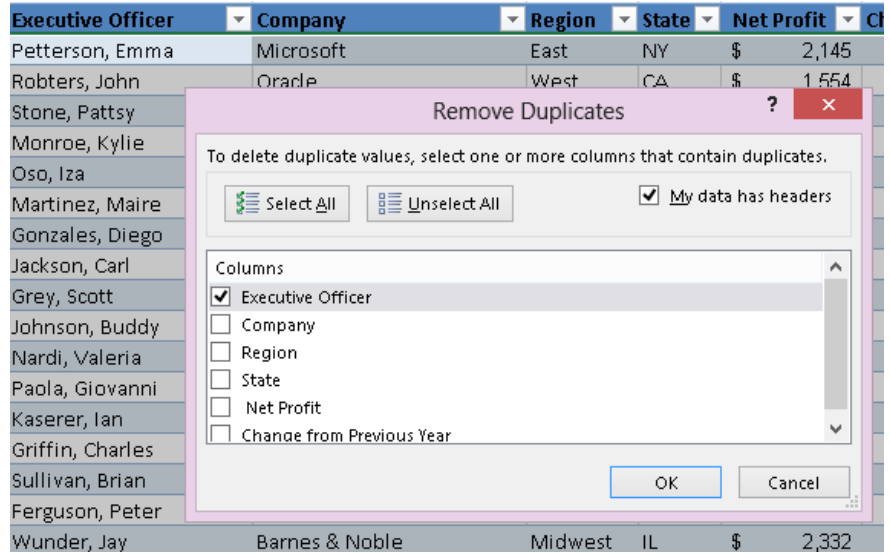 Executive Officer Company Region State Net Profit
Petterson, Emma Microsoft East NY $ 2,145
Robters, John Oracle West CA $ 1,554
Stone, Pattsy
Remove Duplicates ?
Monroe, Kylie
To delete duplicate values, select one or more columns that contain duplicates.
Oso, Iza
Martinez, Maire
Select All Unselect All My data has headers
Gonzales, Diego
Jackson, Carl
Columns
Grey, Scott
Executive Officer
Johnson, Buddy
Company
Nardi, Valeria
Region
Paola, Giovanni
State
Net Profit
Kaserer, Ian
Change from Previous Year
Griffin, Charles
Sullivan, Brian
OK Cancel
Ferguson, Peter
Wunder, Jay Barnes & Noble Midwest IL $ 2,332